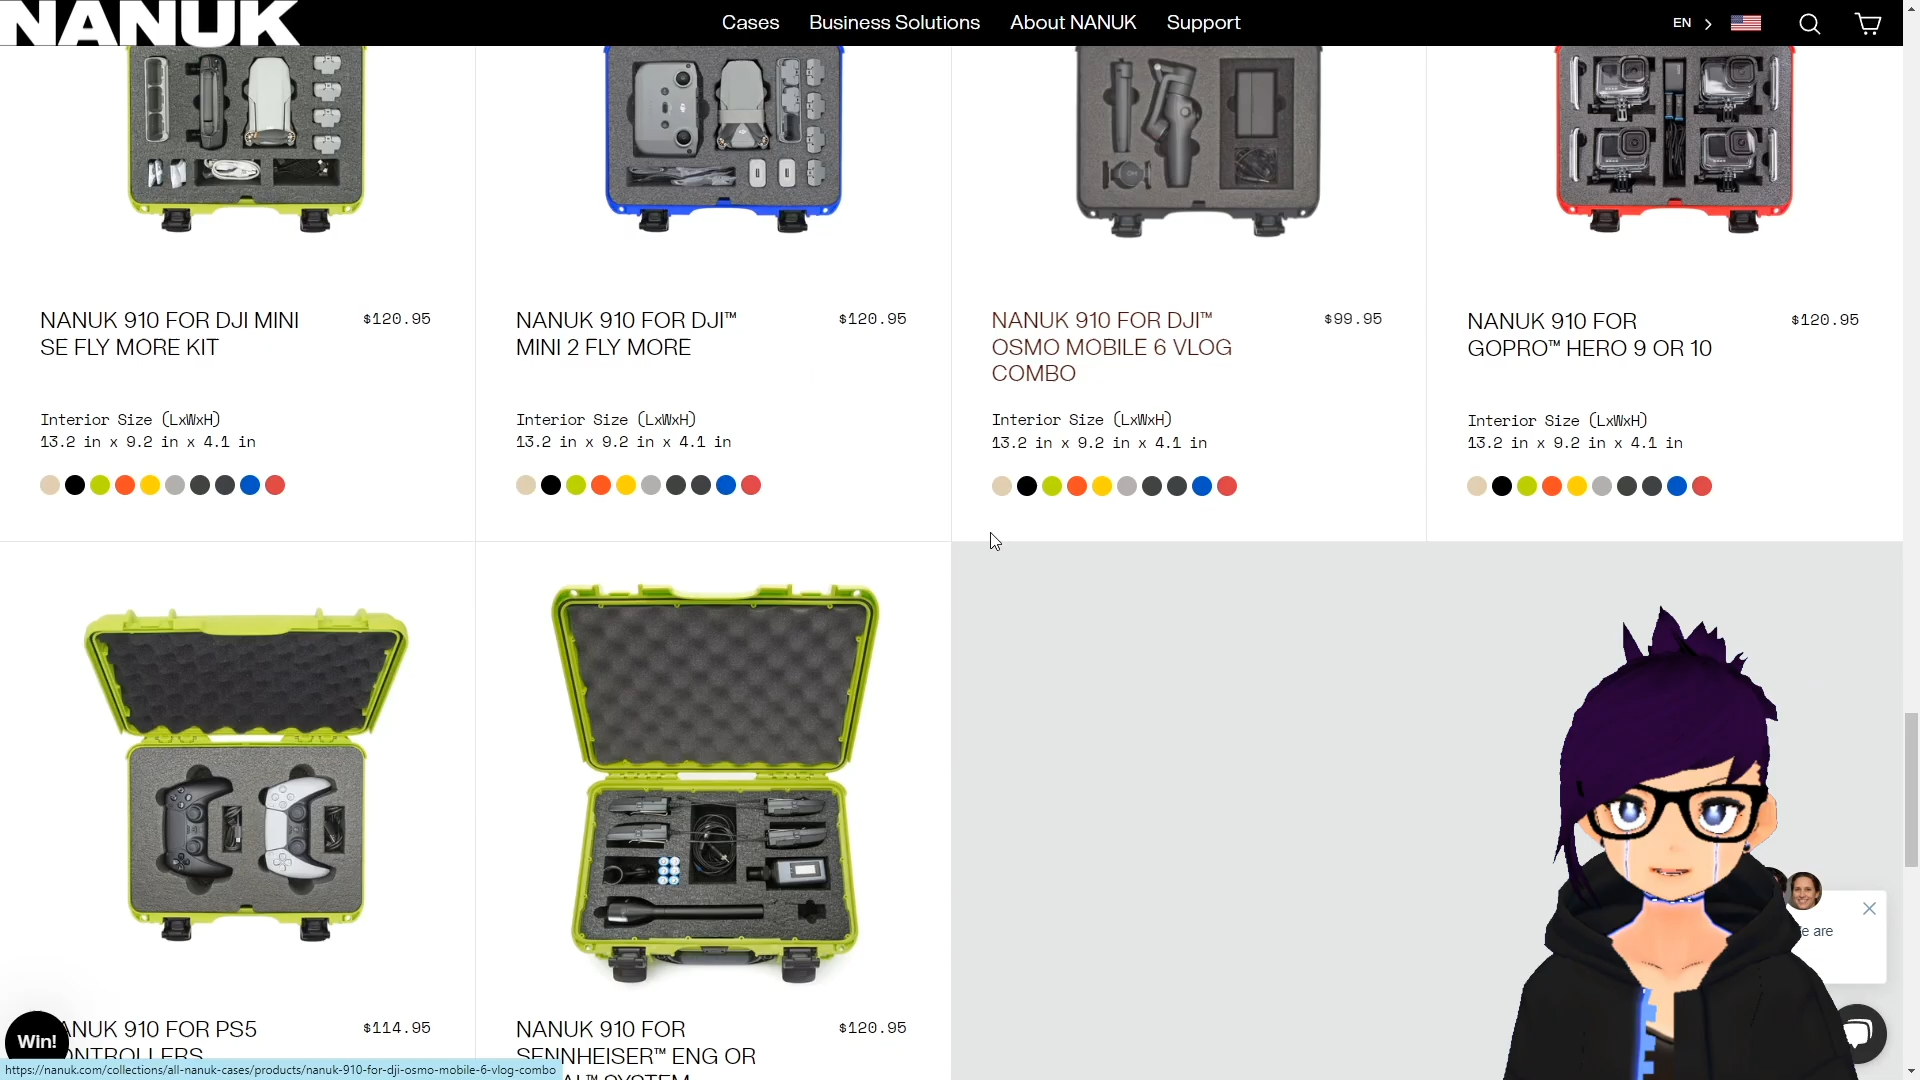 NANUK
Cases
Business Solutions
About NANUK
Support
EN
NANUK 910 FOR DJI MINI
SE FLY MORE KIT
$120.95
Interior Size (LxWxH)
13.2 in x 9.2 in x 4.1 in
NANUK 910 FOR DJI™
MINI 2 FLY MORE
$120.95
Interior Size (LxWxH)
13.2 in x 9.2 in x 4.1 in
NANUK 910 FOR DJI™
OSMO MOBILE 6 VLOG
COMBO
$99.95
Interior Size (LxWxH)
13.2 in x 9.2 in x 4.1 in
NANUK 910 FOR
GOPRO™ HERO 9 OR 10
$120.95
Interior Size (LxWxH)
13.2 in x 9.2 in x 4.1 in
NANUK 910 FOR PS5
CONTROLLERS
$114.95
NANUK 910 FOR
SENNHEISER™ ENG OR
SYSTEM
$120.95
Win!
are
https://nanuk.com/collections/all-nanuk-cases/products/nanuk-910-for-dji-osmo-mobile-6-vlog-combo